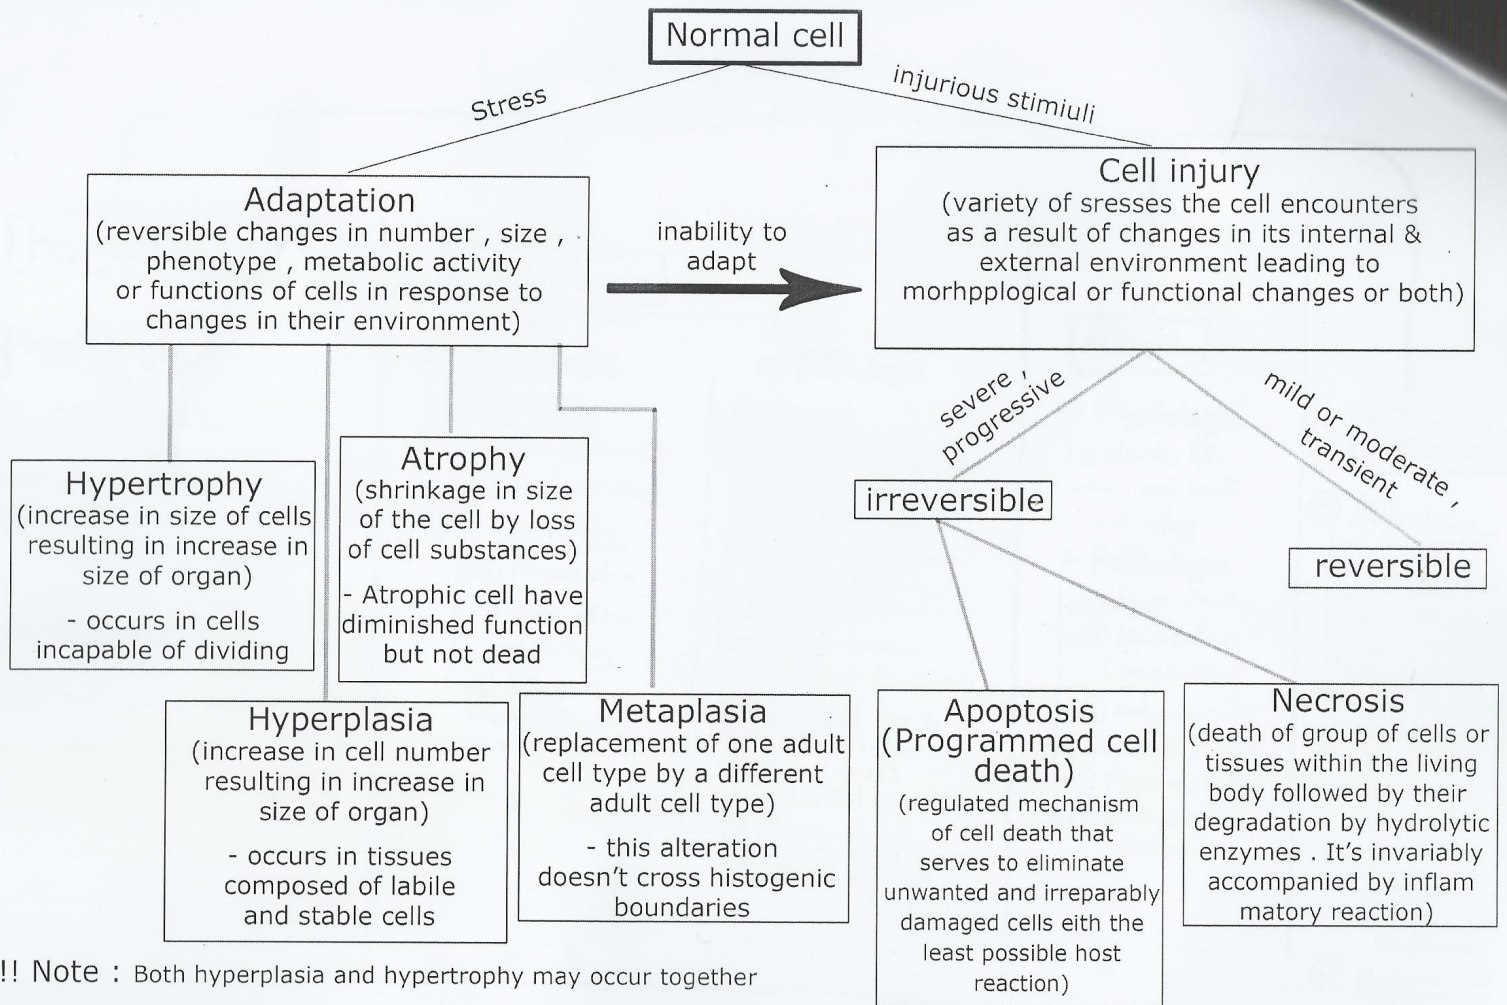 Normal cell
Stress
injurious stimiuli
Adaptation
(reversible changes in number , size ,
phenotype , metabolic activity
or functions of cells in response to
changes in their environment)
inability to
adapt
Cell injury
(variety of sresses the cell encounters
as a result of changes in its internal &
external environment leading to
morhpplogical or functional changes or both)
severe ,
progressive
mild or moderate ,
transient
Hypertrophy
(increase in size of cells
resulting in increase in
size of organ)
- occurs in cells
incapable of dividing
Atrophy
(shrinkage in size
of the cell by loss
of cell substances)
- Atrophic cell have
diminished function
but not dead
irreversible
reversible
Hyperplasia
(increase in cell number
resulting in increase in
size of organ)
- occurs in tissues
composed of labile
and stable cells
Metaplasia
(replacement of one adult
cell type by a different
adult cell type)
- this alteration
doesn't cross histogenic
boundaries
Apoptosis
(Programmed cell
death)
(regulated mechanism
of cell death that
serves to eliminate
unwanted and irreparably
damaged cells eith the
least possible host
reaction)
Necrosis
(death of group of cells or
tissues within the living
body followed by their
degradation by hydrolytic
enzymes . It's invariably
accompanied by inflam
matory reaction)
!! Note : Both hyperplasia and hypertrophy may occur together